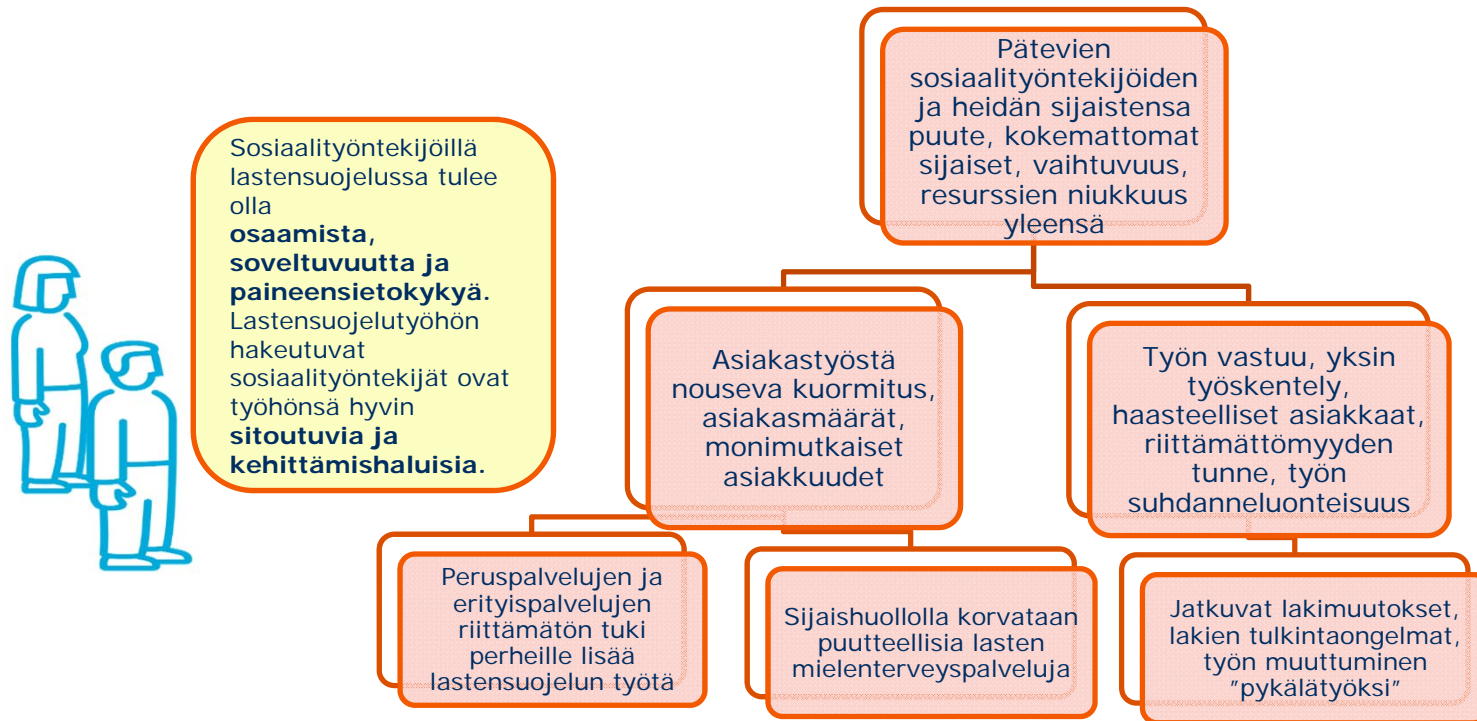 Pätevien
sosiaalityöntekijöiden
ja heidän sijaistensa
puute, kokemattomat
sijaiset, vaihtuvuus,
resurssien niukkuus
yleensä
Sosiaalityöntekijöillä
lastensuojelussa tulee
olla
osaamista,
soveltuvuutta ja
paineensietokykyä.
Lastensuojelutyöhön
hakeutuvat
sosiaalityöntekijät ovat
työhönsä hyvin
sitoutuvia ja
kehittämishaluisia.
Asiakastyöstä
nouseva kuormitus,
asiakasmäärät,
monimutkaiset
asiakkuudet
Työn vastuu, yksin
työskentely,
haasteelliset asiakkaat,
riittämättömyyden
tunne, työn
suhdanneluonteisuus
Peruspalvelujen ja
erityispalvelujen
riittämätön tuki
perheille lisää
lastensuojelun työtä
Sijaishuollolla korvataan
puutteellisia lasten
mielenterveyspalveluja
Jatkuvat lakimuutokset,
lakien tulkintaongelmat,
työn muuttuminen
"pykälätyöksi"